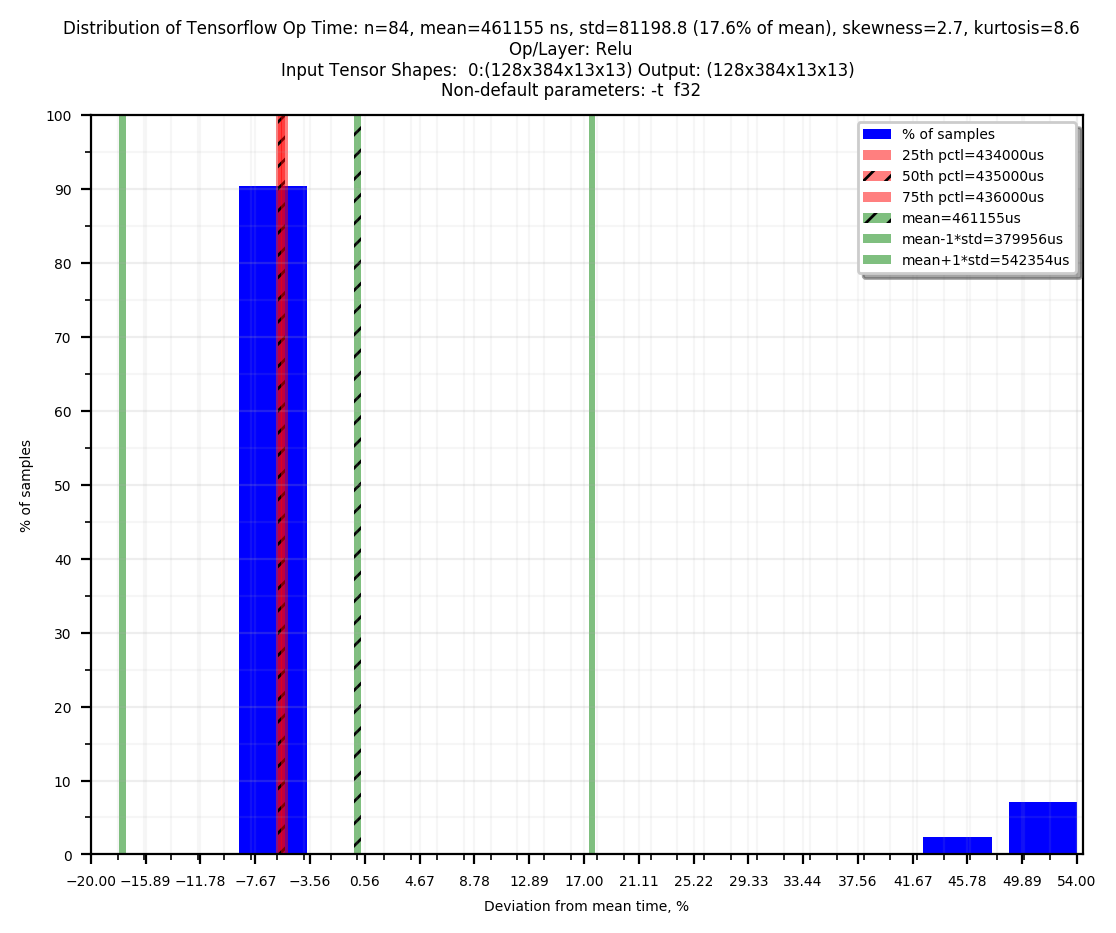 Distribution of Tensorflow Op Time: n=84, mean=461155 ns, std=81198.8 (17.6% of mean), skewness=2.7, kurtosis=8.6
Op/Layer: Relu
Input Tensor Shapes:  0:(128x384x13x13) Output: (128x384x13x13)
Non-default parameters: -t  f32
% of samples
25th pctl=434000us
50th pctl=435000us
75th pctl=436000us
mean=461155us
mean-1*std=379956us
mean+1*std=542354us
100
90
80
70
60
50
40
30
20
10
0
% of samples
−20.00 −15.89 −11.78 −7.67 −3.56 0.56 4.67 8.78 12.89 17.00 21.11 25.22 29.33 33.44 37.56 41.67 45.78 49.89 54.00
Deviation from mean time, %